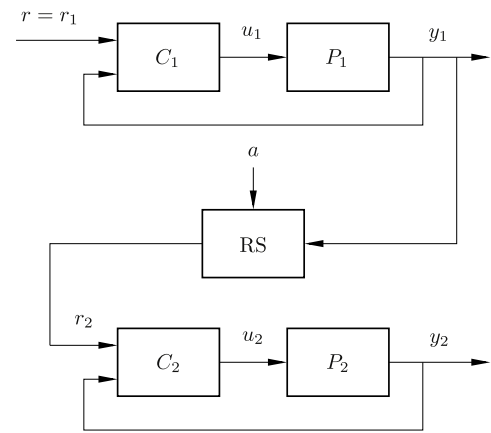 r = r₁
u₁
y₁
C₁
P₁
a
RS
r₂
u₂
y₂
C₂
P₂